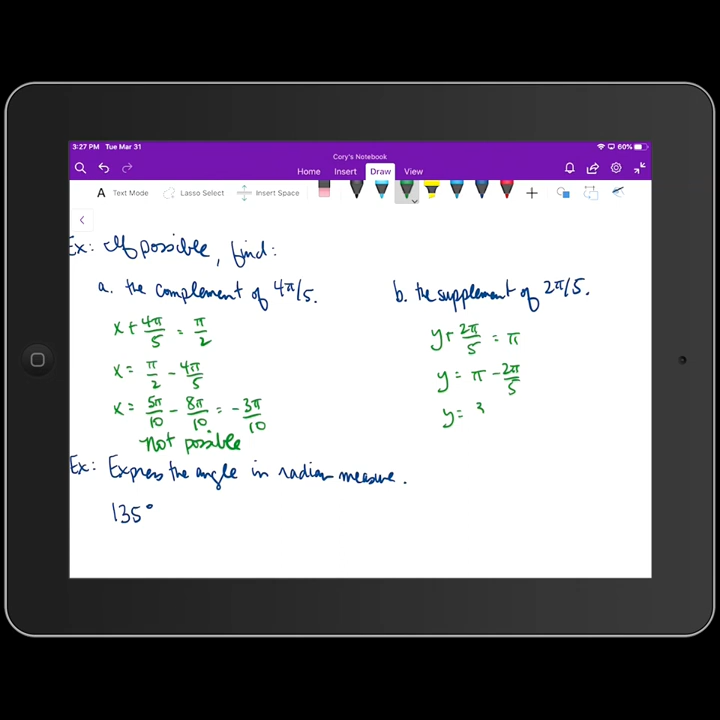 3:27 PM Tue Mar 31
60%
Cory's Notebook
Home Insert Draw View
A Text Mode Lasso Select Insert Space
Ex: If possible, find:
a. the complement of 4π/5.
x + 4π/5 = π/2
x = π/2 - 4π/5
x = 5π/10 - 8π/10 = -3π/10
not possible
b. the supplement of 2π/5.
y + 2π/5 = π
y = π - 2π/5
y = 3
Ex: Express the angle in radian measure.
135°